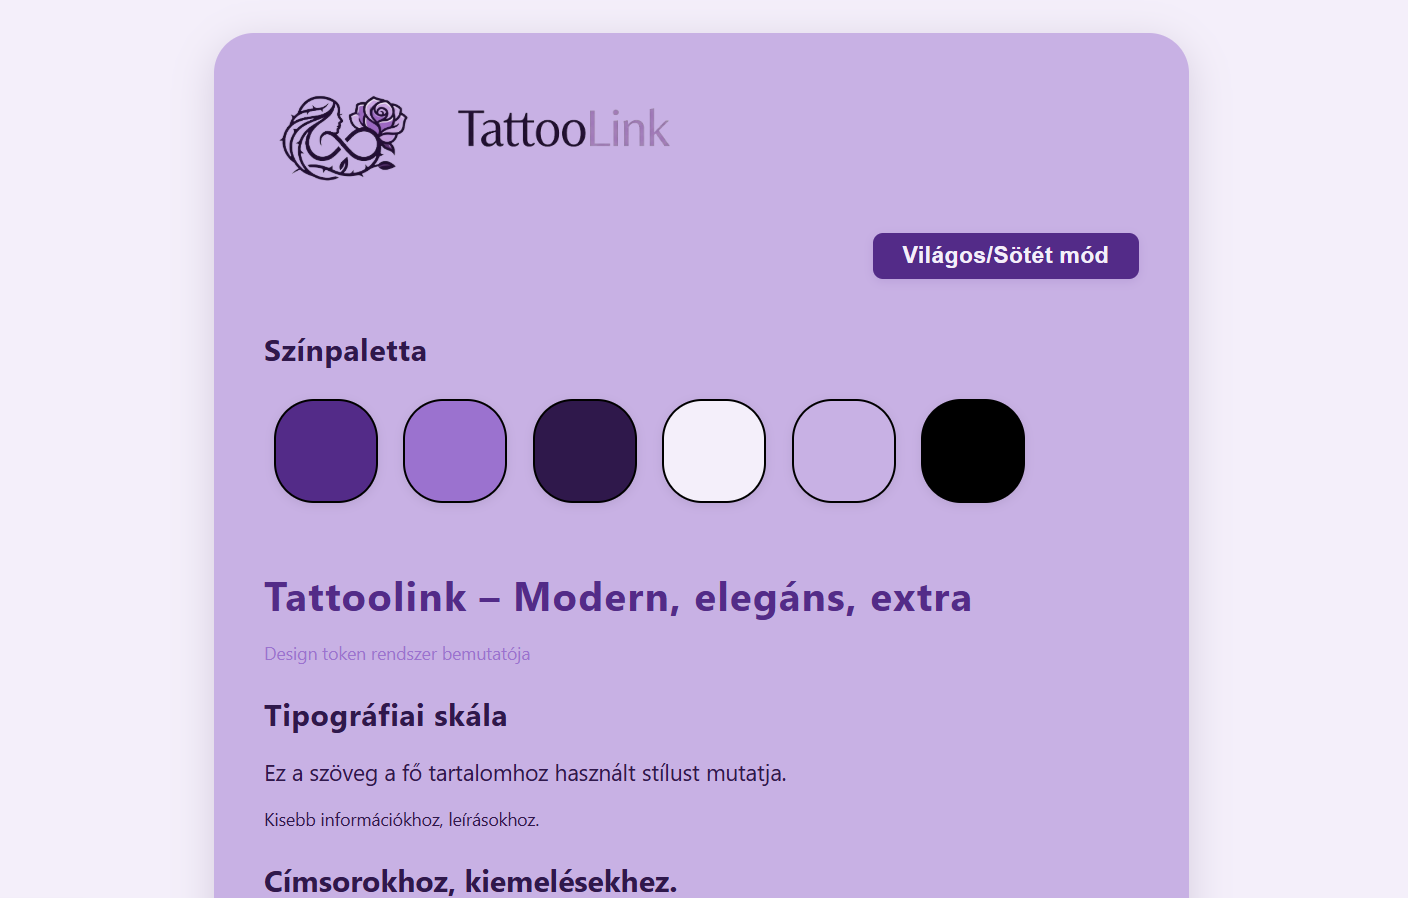 TattooLink
Világos/Sötét mód
Színpaletta
Tattoolink – Modern, elegáns, extra
Design token rendszer bemutatója
Tipográfiai skála
Ez a szöveg a fő tartalomhoz használt stílust mutatja.
Kisebb információkhoz, leírásokhoz.
Címsorokhoz, kiemelésekhez.